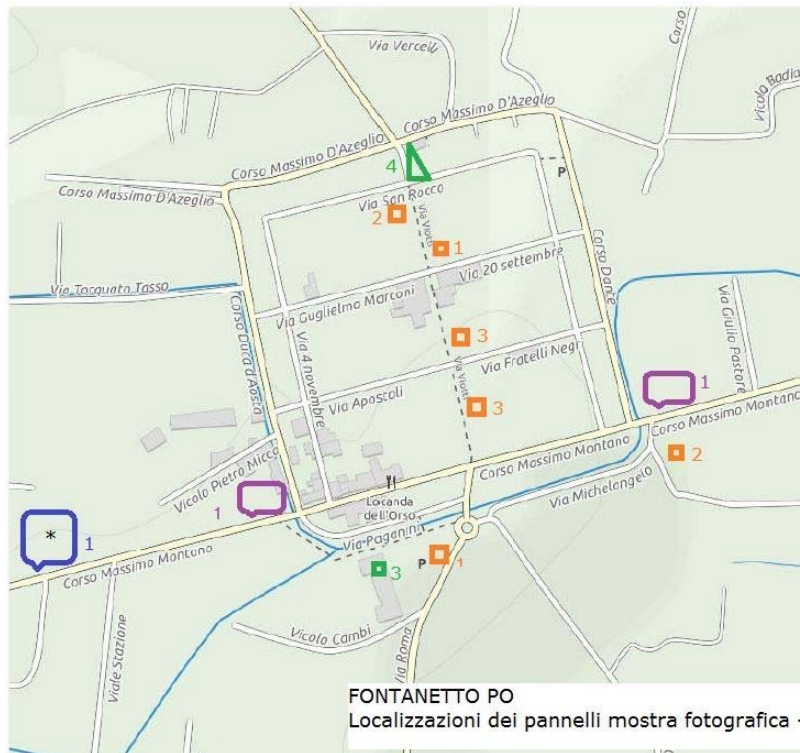 Via Vercelli
Corso
Vicolo Badia
Corso Massimo D'Azeglio
Corso Massimo D'Azeglio
Corso Massimo D'Azeglio
4
P
Via San Rocco
2
Via Viotti
1
Via 20 settembre
Corso Dante
Via Torquato Tasso
Via Guglielmo Marconi
Corso Duca d'Aosta
Via 4 novembre
3
Via Giulio Pastore
Via Fratelli Negri
Via Viotti
Via Apostoli
3
1
Corso Massimo Montano
Corso Massimo Montano
2
Vicolo Pietro Micca
Locanda
dell'Orso
Via Michelangelo
1
Via Paganini
*
1
Corso Massimo Montano
P
1
3
Viale Stazione
Vicolo Cambi
Via Roma
FONTANETTO PO
Localizzazioni dei pannelli mostra fotografica -